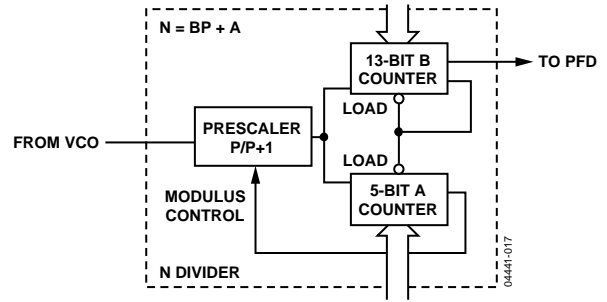 N = BP + A
13-BIT B
COUNTER
TO PFD
LOAD
PRESCALER
P/P+1
FROM VCO
LOAD
MODULUS
CONTROL
5-BIT A
COUNTER
N DIVIDER
04441-017